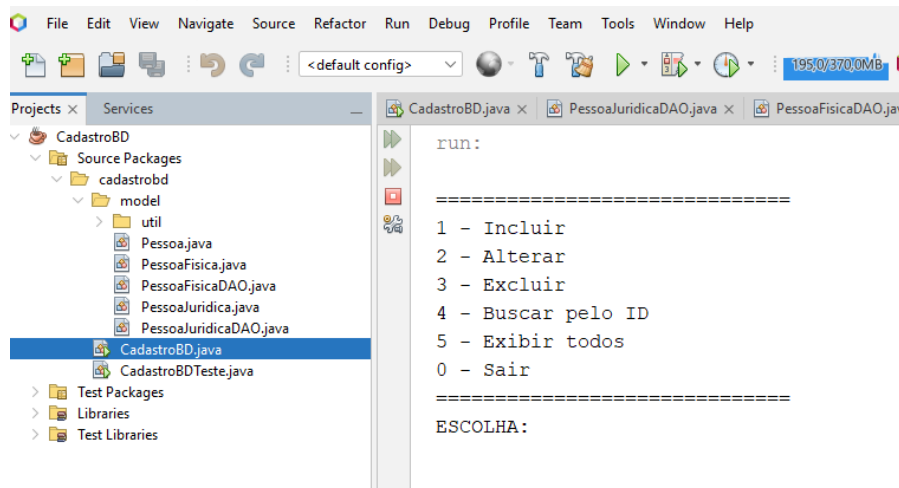 File Edit View Navigate Source Refactor Run Debug Profile Team Tools Window Help
<default config>
195,0/370,0MB
Projects × Services
CadastroBD.java × PessoaJuridicaDAO.java × PessoaFisicaDAO.ja
CadastroBD
Source Packages
cadastrobd
model
util
Pessoa.java
PessoaFisica.java
PessoaFisicaDAO.java
PessoaJuridica.java
PessoaJuridicaDAO.java
CadastroBD.java
CadastroBDTeste.java
Test Packages
Libraries
Test Libraries
run:
==============================
1 - Incluir
2 - Alterar
3 - Excluir
4 - Buscar pelo ID
5 - Exibir todos
0 - Sair
==============================
ESCOLHA: